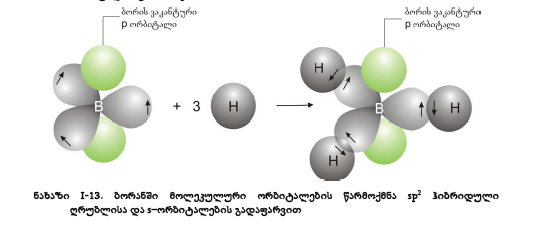 ბორის ვაკანტური
p ორბიტალი
ბორის ვაკანტური
p ორბიტალი
B + 3 H
H
B H
H
ნახაზი I-13. ბორანში მოლეკულური ორბიტალების წარმოქმნა sp² ჰიბრიდული
ღრუბლისა და s–ორბიტალების გადაფარვით